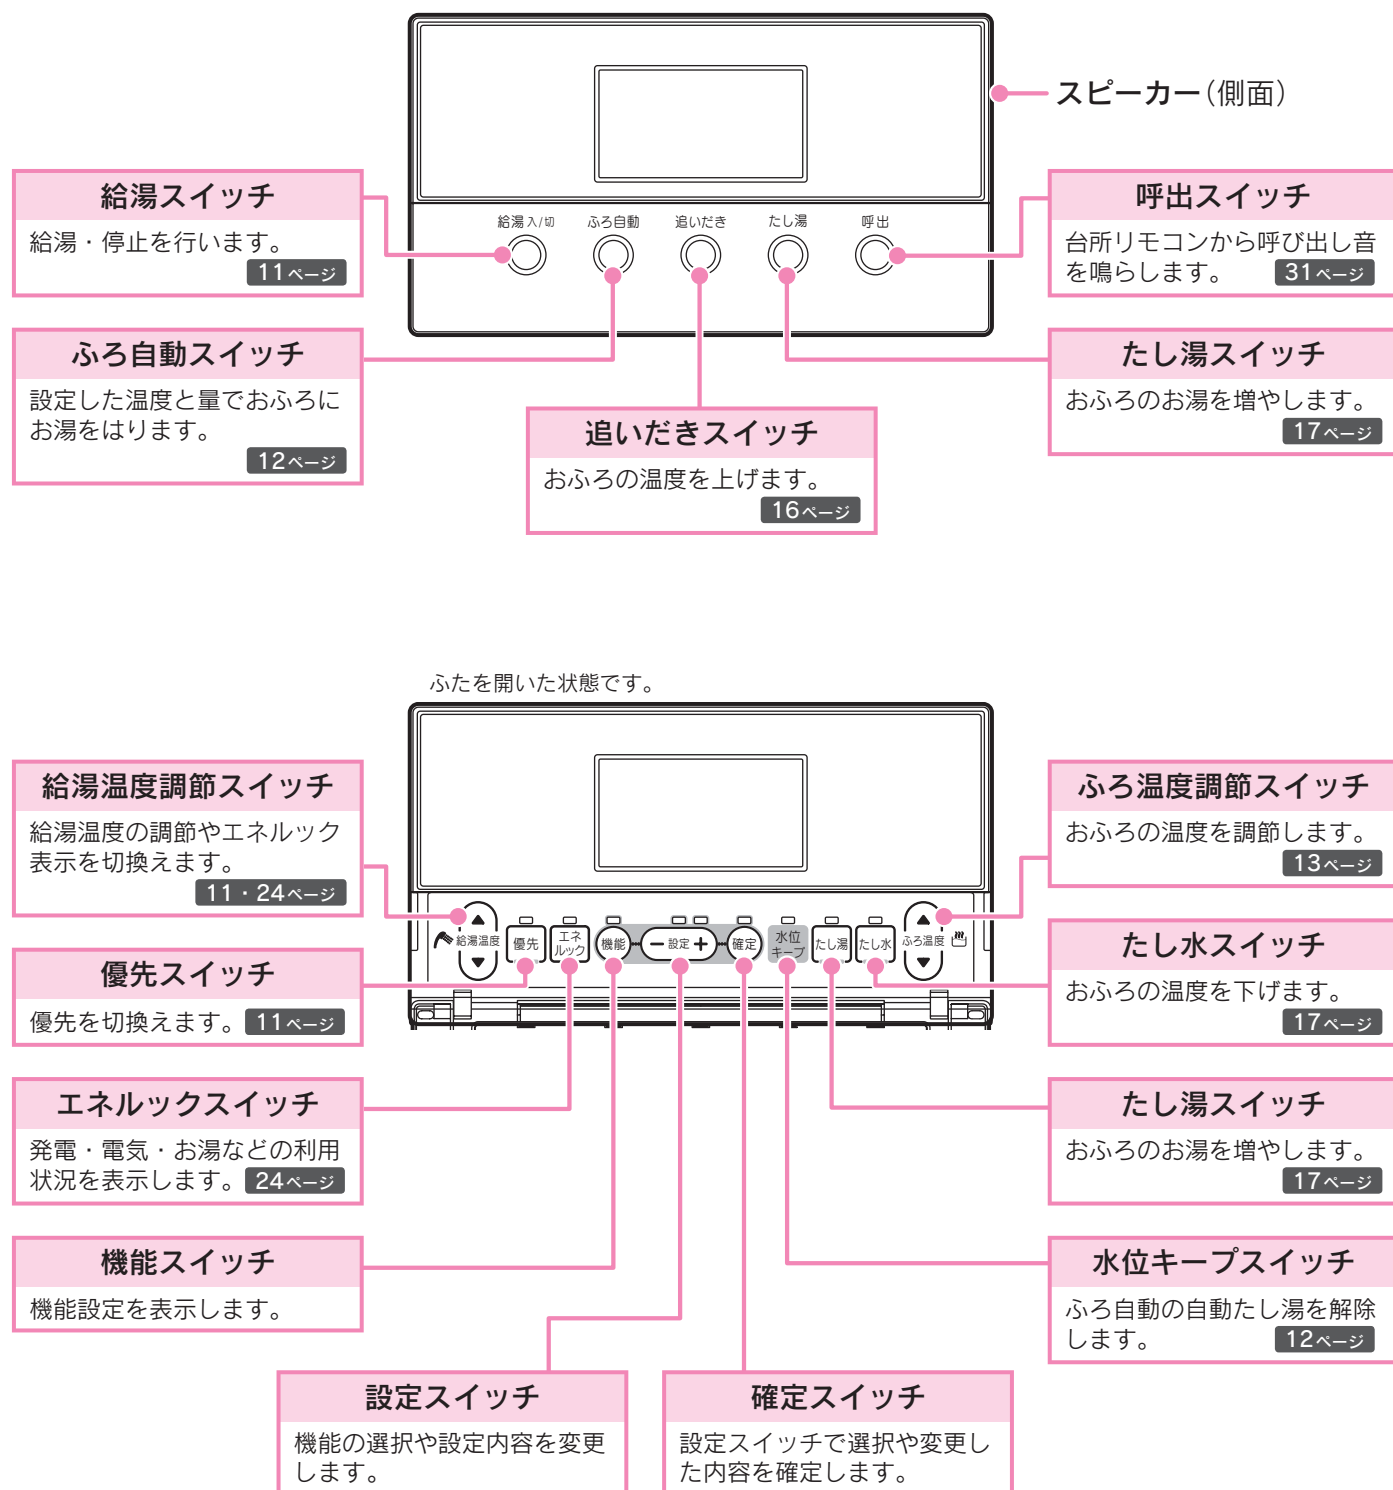 スピーカー（側面）
給湯スイッチ
給湯・停止を行います。
11ページ
ふろ自動スイッチ
設定した温度と量でおふろに
お湯をはります。
12ページ
給湯 入/切
ふろ自動
追いだき
たし湯
呼出
追いだきスイッチ
おふろの温度を上げます。
16ページ
呼出スイッチ
台所リモコンから呼び出し音
を鳴らします。 31ページ
たし湯スイッチ
おふろのお湯を増やします。
17ページ
ふたを開いた状態です。
給湯温度調節スイッチ
給湯温度の調節やエネルック
表示を切換えます。
11・24ページ
優先スイッチ
優先を切換えます。 11ページ
エネルックスイッチ
発電・電気・お湯などの利用
状況を表示します。 24ページ
機能スイッチ
機能設定を表示します。
▲
給湯温度
▼
優先
エネ
ルック
機能
− 設定 +
確定
水位
キープ
たし湯
たし水
▲
ふろ温度
▼
設定スイッチ
機能の選択や設定内容を変更
します。
確定スイッチ
設定スイッチで選択や変更し
た内容を確定します。
ふろ温度調節スイッチ
おふろの温度を調節します。
13ページ
たし水スイッチ
おふろの温度を下げます。
17ページ
たし湯スイッチ
おふろのお湯を増やします。
17ページ
水位キープスイッチ
ふろ自動の自動たし湯を解除
します。 12ページ